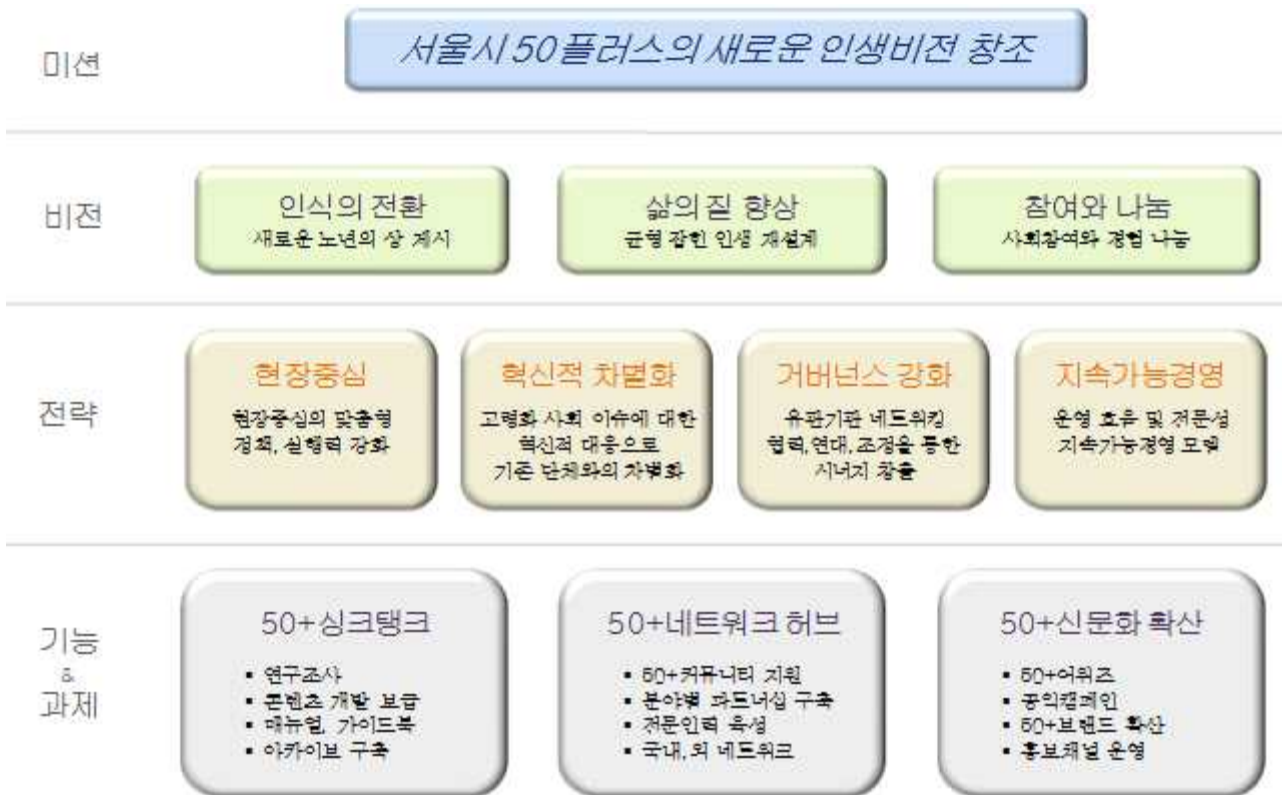 미션
서울시 50플러스의 새로운 인생비전 창조
비전
인식의 전환
새로운 노년의 상 제시
삶의 질 향상
균형 잡힌 인생 재설계
참여와 나눔
사회참여와 경험 나눔
전략
현장중심
현장중심의 맞춤형
정책, 실행력 강화
혁신적 차별화
고령화 사회 이슈에 대한
혁신적 대응으로
기존 단체와의 차별화
거버넌스 강화
유관기관 네트워킹
협력,연대,조정을 통한
시너지 창출
지속가능경영
운영 효율 및 전문성
지속가능경영 모델
기능
&
과제
50+싱크탱크
▪ 연구조사
▪ 콘텐츠 개발 보급
▪ 매뉴얼, 가이드북
▪ 아카이브 구축
50+네트워크 허브
▪ 50+커뮤니티 지원
▪ 분야별 파트너십 구축
▪ 전문인력 육성
▪ 국내,외 네트워크
50+신문화 확산
▪ 50+어워즈
▪ 공익캠페인
▪ 50+브랜드 확산
▪ 홍보채널 운영